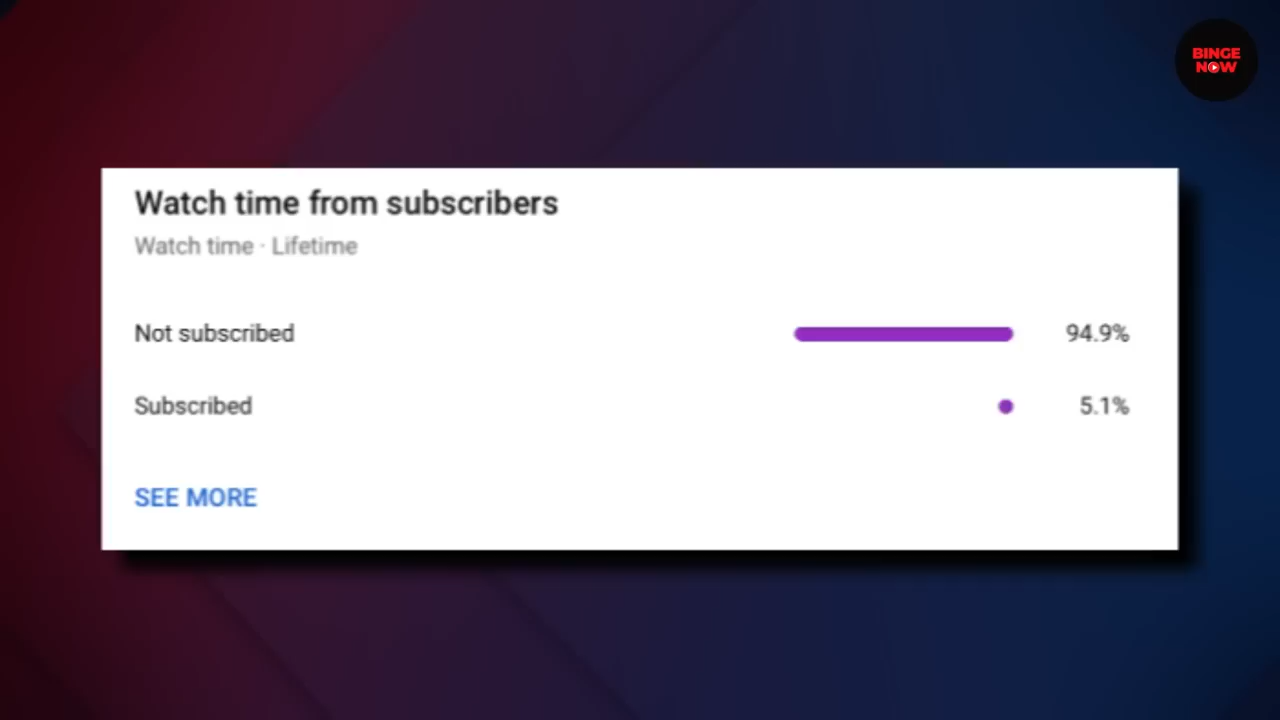 BINGE
NOW
Watch time from subscribers
Watch time · Lifetime
Not subscribed 94.9%
Subscribed 5.1%
SEE MORE